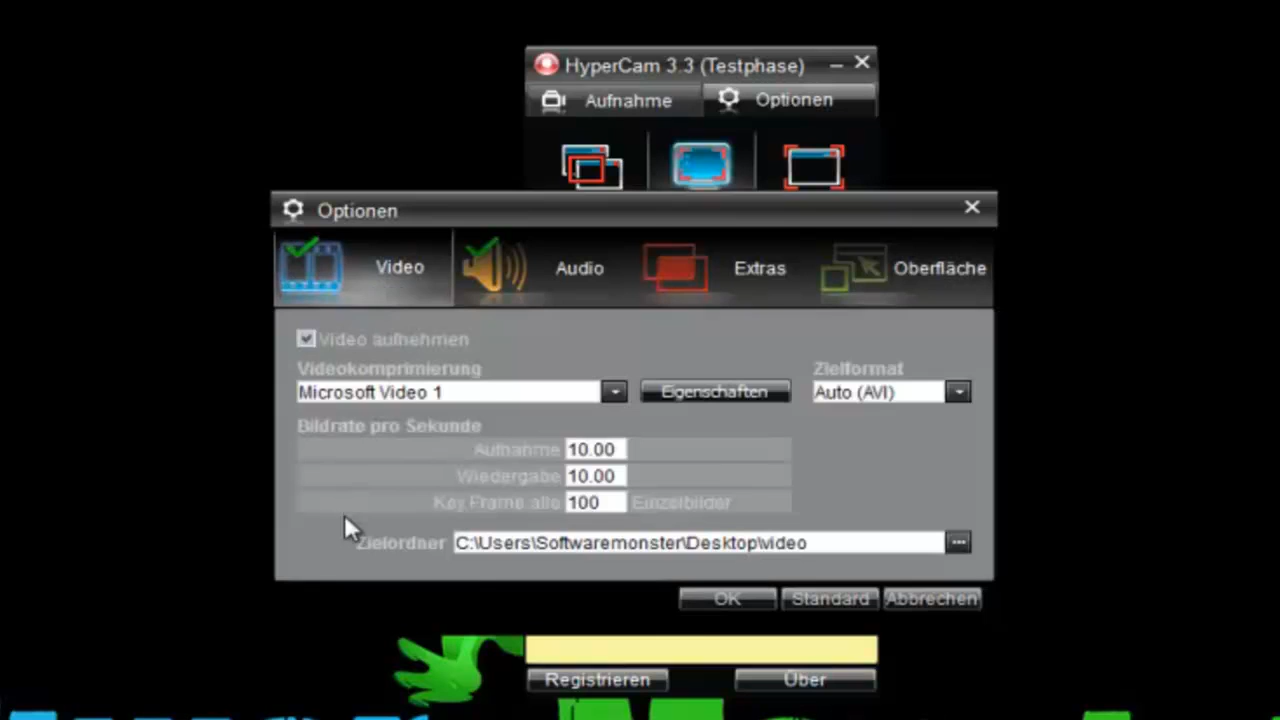 HyperCam 3.3 (Testphase)
Aufnahme Optionen
Optionen
Video Audio Extras Oberfläche
Video aufnehmen
Videokomprimierung Zielformat
Microsoft Video 1 Eigenschaften Auto (AVI)
Bildrate pro Sekunde
Aufnahme 10.00
Wiedergabe 10.00
Key Frame alle 100 Einzelbilder
Zielordner C:\Users\Softwaremonster\Desktop\video ...
OK Standard Abbrechen
Registrieren Über